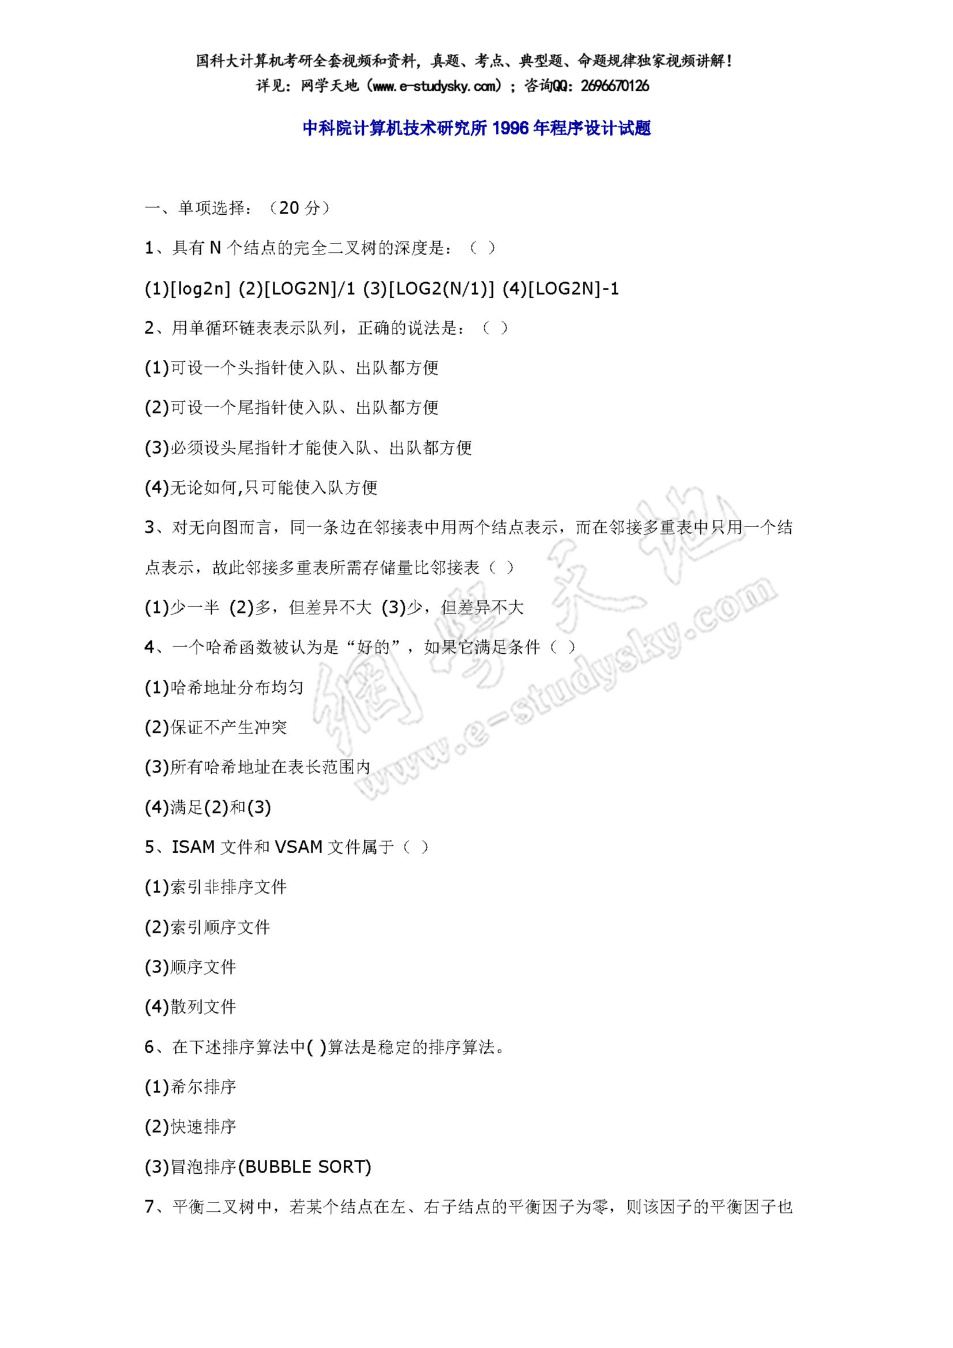 国科大计算机考研全套视频和资料，真题、考点、典型题、命题规律独家视频讲解！
详见：网学天地（www.e-studysky.com）；咨询QQ：2696670126
中科院计算机技术研究所 1996 年程序设计试题
一、单项选择：（20 分）
1、具有 N 个结点的完全二叉树的深度是：（ ）
(1)[log2n] (2)[LOG2N]/1 (3)[LOG2(N/1)] (4)[LOG2N]-1
2、用单循环链表表示队列，正确的说法是：（ ）
(1)可设一个头指针使入队、出队都方便
(2)可设一个尾指针使入队、出队都方便
(3)必须设头尾指针才能使入队、出队都方便
(4)无论如何,只可能使入队方便
3、对无向图而言，同一条边在邻接表中用两个结点表示，而在邻接多重表中只用一个结
点表示，故此邻接多重表所需存储量比邻接表（ ）
(1)少一半 (2)多，但差异不大 (3)少，但差异不大
4、一个哈希函数被认为是“好的”，如果它满足条件（ ）
(1)哈希地址分布均匀
(2)保证不产生冲突
(3)所有哈希地址在表长范围内
(4)满足(2)和(3)
5、ISAM 文件和 VSAM 文件属于（ ）
(1)索引非排序文件
(2)索引顺序文件
(3)顺序文件
(4)散列文件
6、在下述排序算法中( )算法是稳定的排序算法。
(1)希尔排序
(2)快速排序
(3)冒泡排序(BUBBLE SORT)
7、平衡二叉树中，若某个结点在左、右子结点的平衡因子为零，则该因子的平衡因子也
網學天地
www.e-studysky.com